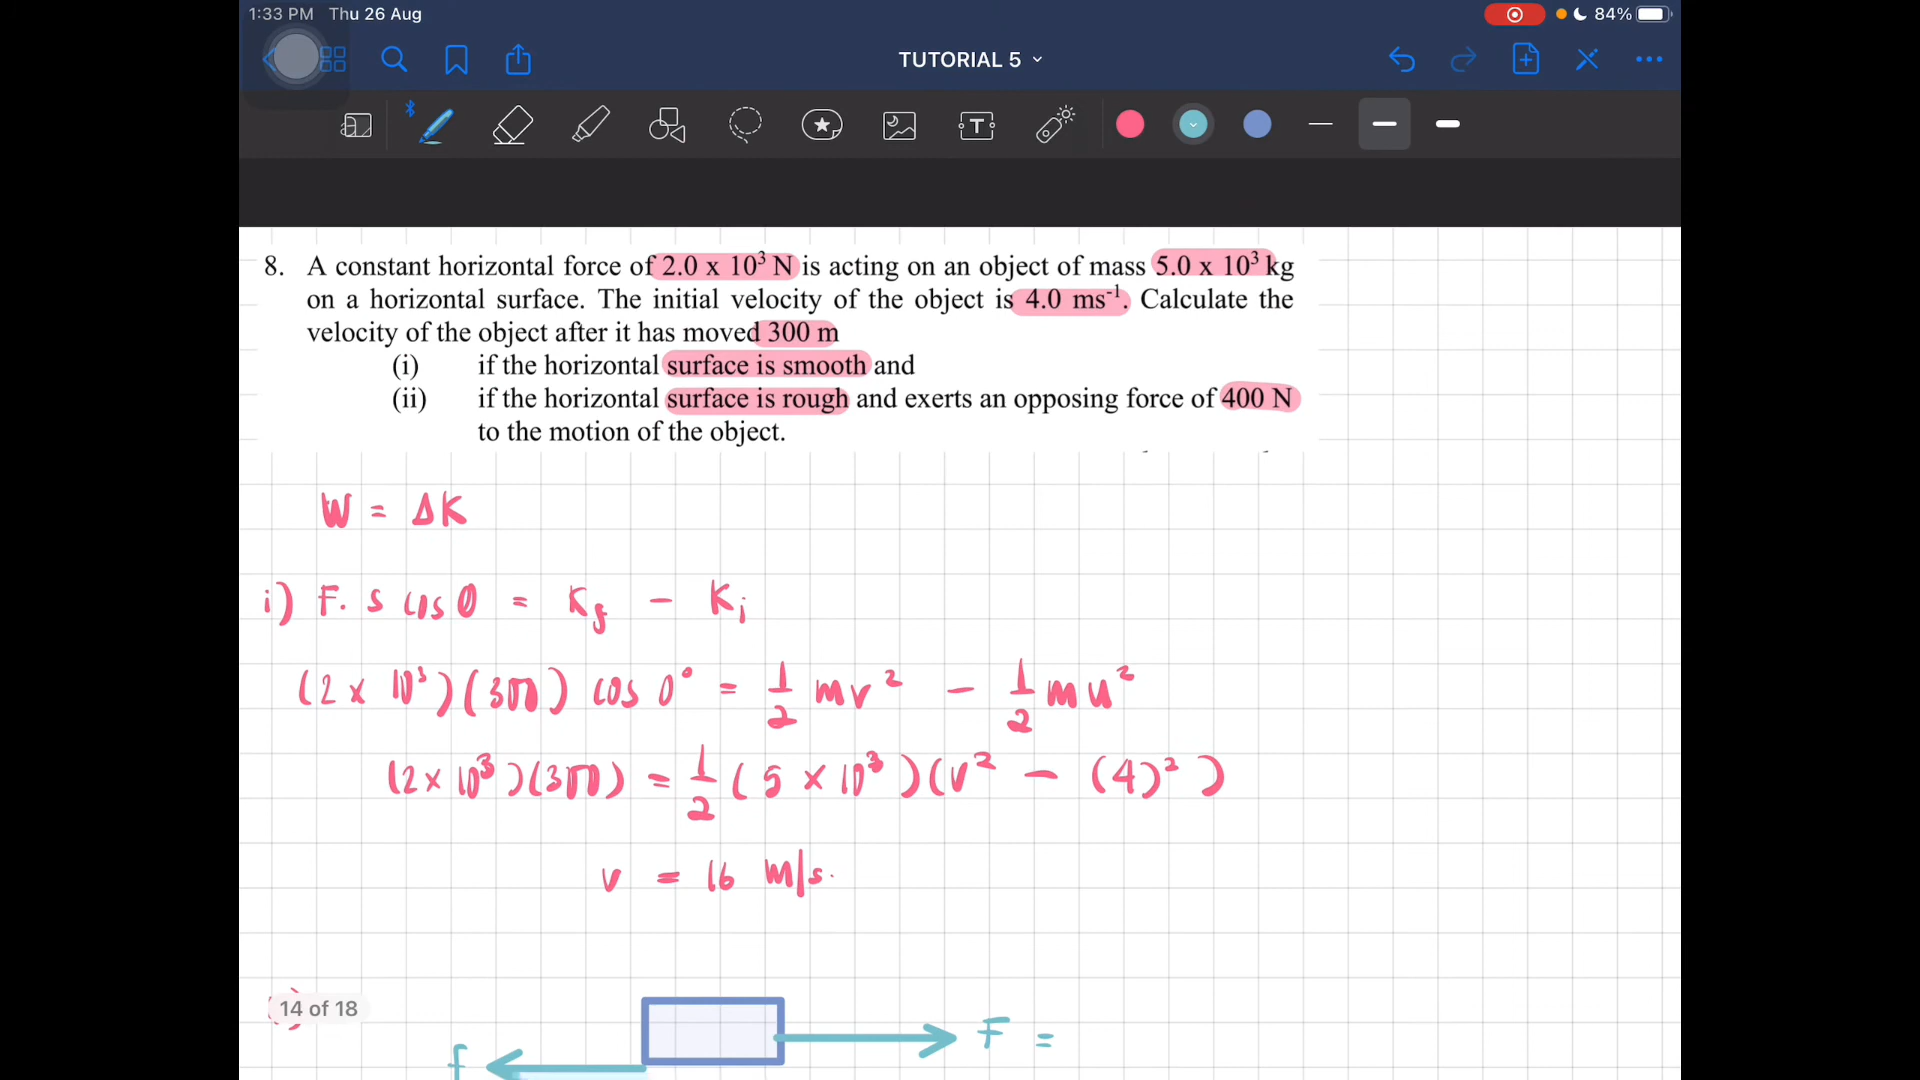 1:33 PM Thu 26 Aug
84%
TUTORIAL 5
8. A constant horizontal force of 2.0 x 10³ N is acting on an object of mass 5.0 x 10³ kg
on a horizontal surface. The initial velocity of the object is 4.0 ms⁻¹. Calculate the
velocity of the object after it has moved 300 m
(i) if the horizontal surface is smooth and
(ii) if the horizontal surface is rough and exerts an opposing force of 400 N
to the motion of the object.
W = ΔK
i) F. s cos θ = K_f - K_i
(2 x 10³)(300) cos 0° = 1/2 mv² - 1/2 mu²
(2 x 10³)(300) = 1/2 (5 x 10³)(v² - (4)²)
v = 16 m/s.
14 of 18
F =
f